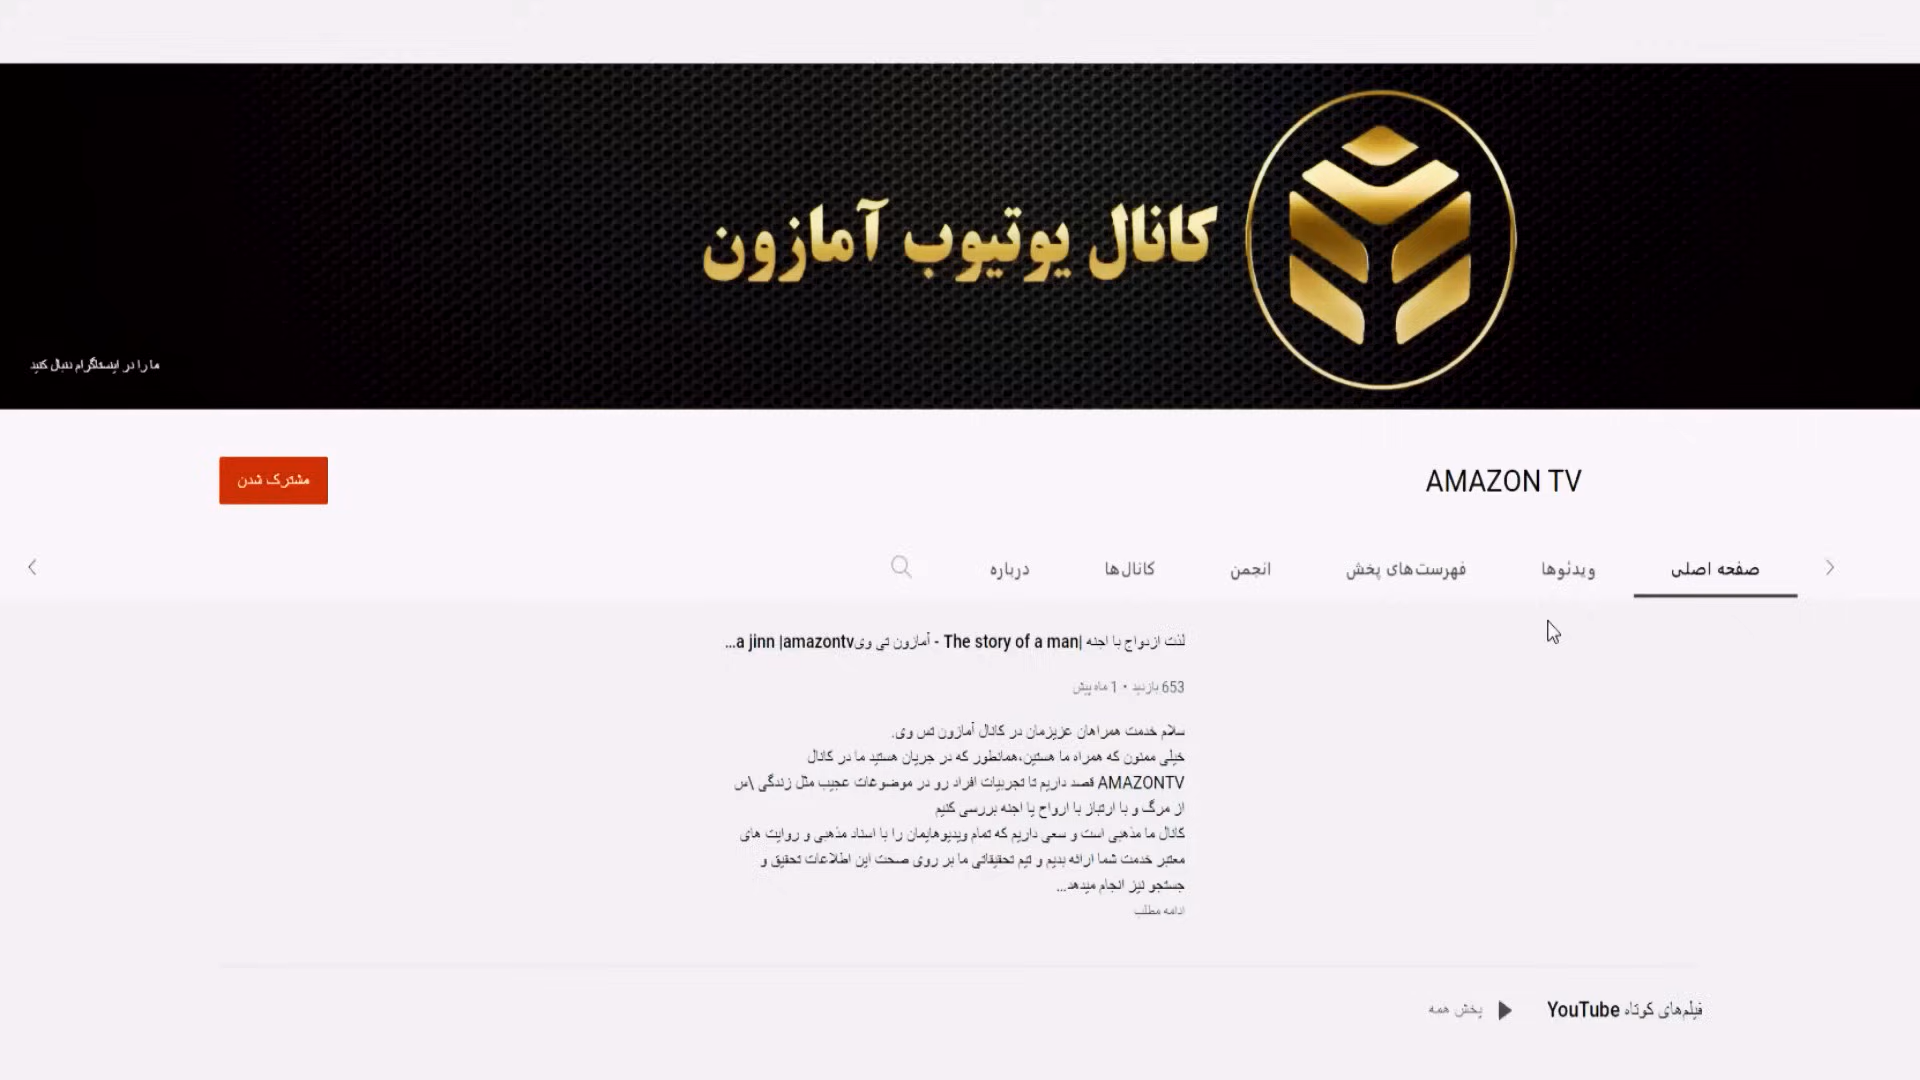 کانال یوتیوب آمازون
ما را در اینستاگرام دنبال کنید
AMAZON TV
مشترک شدن
صفحه اصلی
ویدئوها
فهرست‌های پخش
انجمن
کانال‌ها
درباره
لذت ازدواج با اجنه |The story of a man - آمازون تی وی‌a jinn |amazontv...
653 بازدید • 1 ماه پیش
سلام خدمت همراهان عزیزمان در کانال آمازون تس وی.
خیلی ممنون که همراه ما هستین،همانطور که در جریان هستید ما در کانال
AMAZONTV قصد داریم تا تجربیات افراد رو در موضوغات عجیب مثل زندگی \س
از مرگ و با ارتباز با ارواح یا اجنه بررسی کنیم
کانال ما مذهبی است و سعی داریم که تمام ویدیوهایمان را با اسناد مذهبی و روایت های
معتبر خدمت شما ارائه بدیم و تیم تحقیقاتی ما بر روی صحت این اطلاعات تحقیق و
جستجو نیز انجام میدهد...
ادامه مطلب
فیلم‌های کوتاه YouTube
پخش همه